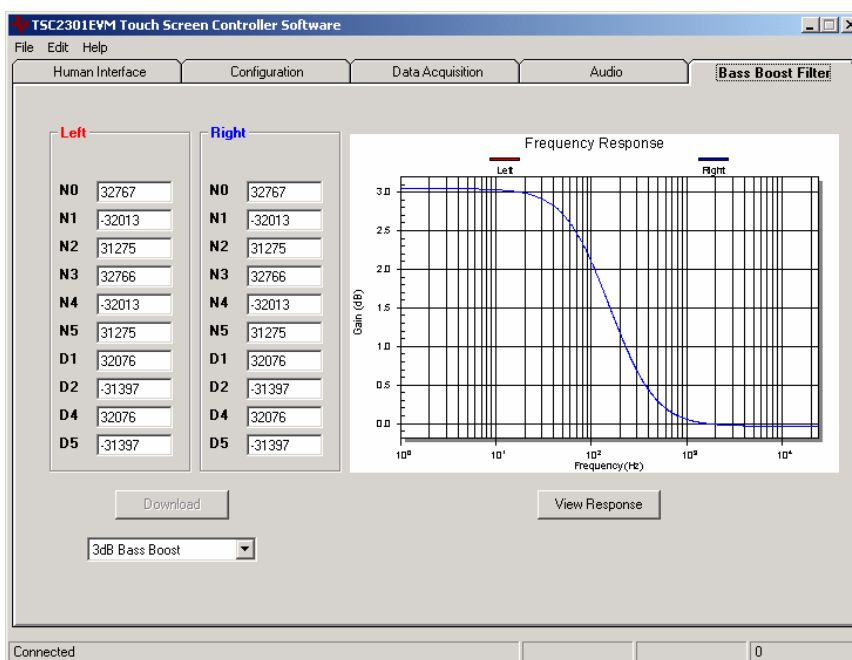 TSC2301EVM Touch Screen Controller Software
File Edit Help
Human Interface Configuration Data Acquisition Audio Bass Boost Filter
Left
N0 32767
N1 -32013
N2 31275
N3 32766
N4 -32013
N5 31275
D1 32076
D2 -31397
D4 32076
D5 -31397
Right
N0 32767
N1 -32013
N2 31275
N3 32766
N4 -32013
N5 31275
D1 32076
D2 -31397
D4 32076
D5 -31397
Frequency Response
Left Right
Gain (dB)
3.0
2.5
2.0
1.5
1.0
0.5
0.0
10⁰ 10¹ 10² 10³ 10⁴
Frequency (Hz)
Download
View Response
3dB Bass Boost
Connected 0